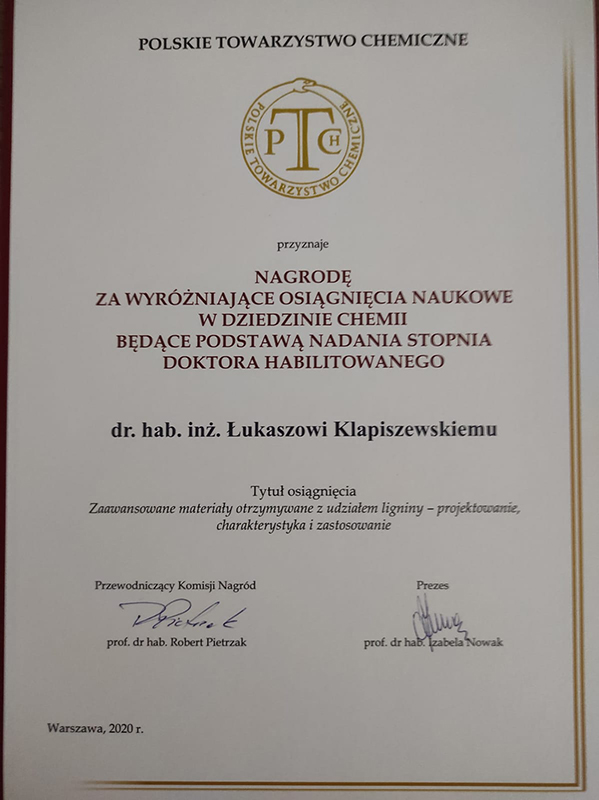 POLSKIE TOWARZYSTWO CHEMICZNE
POLSKIE TOWARZYSTWO CHEMICZNE
PTCH
przyznaje
NAGRODĘ
ZA WYRÓŻNIAJĄCE OSIĄGNIĘCIA NAUKOWE
W DZIEDZINIE CHEMII
BĘDĄCE PODSTAWĄ NADANIA STOPNIA
DOKTORA HABILITOWANEGO
dr. hab. inż. Łukaszowi Klapiszewskiemu
Tytuł osiągnięcia
Zaawansowane materiały otrzymywane z udziałem ligniny – projektowanie,
charakterystyka i zastosowanie
Przewodniczący Komisji Nagród
Prezes
prof. dr hab. Robert Pietrzak
prof. dr hab. Izabela Nowak
Warszawa, 2020 r.